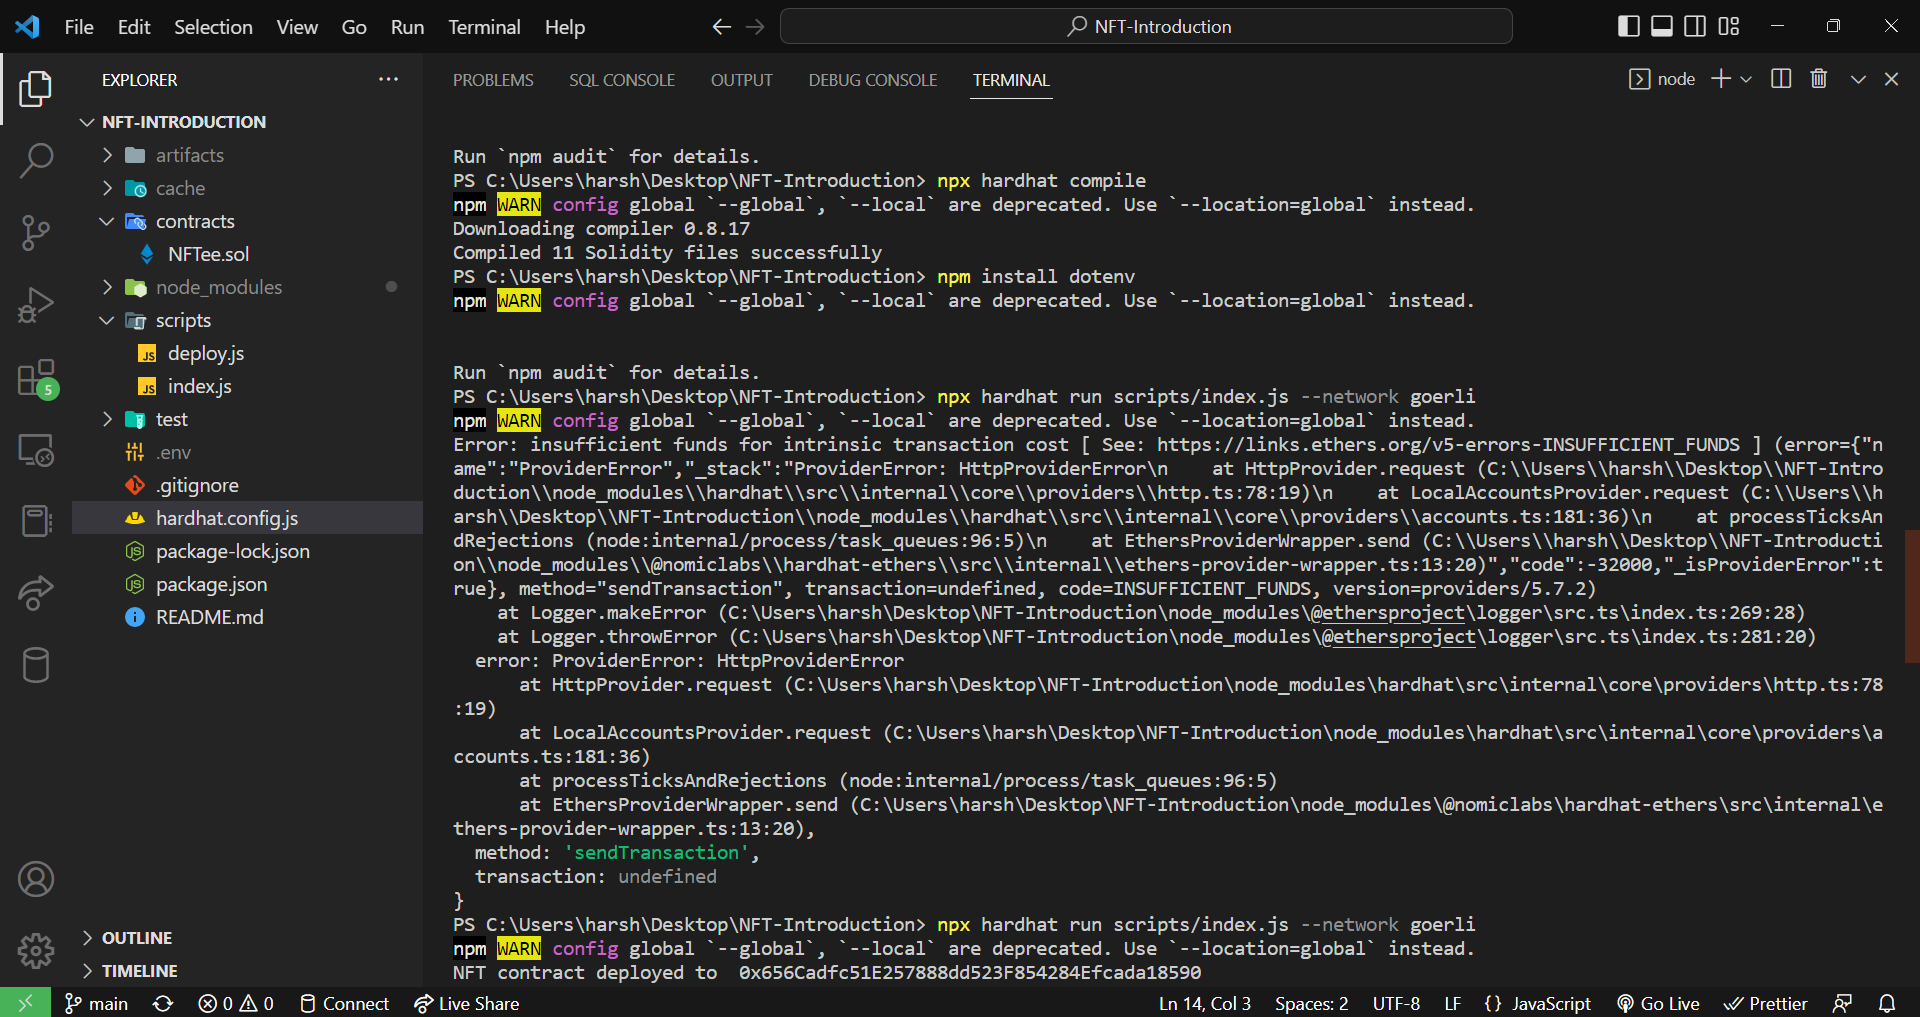 File Edit Selection View Go Run Terminal Help NFT-Introduction
EXPLORER
NFT-INTRODUCTION
artifacts
cache
contracts
NFTee.sol
node_modules
scripts
deploy.js
index.js
test
.env
.gitignore
hardhat.config.js
package-lock.json
package.json
README.md
OUTLINE
TIMELINE
5
PROBLEMS SQL CONSOLE OUTPUT DEBUG CONSOLE TERMINAL node
Run `npm audit` for details.
PS C:\Users\harsh\Desktop\NFT-Introduction> npx hardhat compile
npm WARN config global `--global`, `--local` are deprecated. Use `--location=global` instead.
Downloading compiler 0.8.17
Compiled 11 Solidity files successfully
PS C:\Users\harsh\Desktop\NFT-Introduction> npm install dotenv
npm WARN config global `--global`, `--local` are deprecated. Use `--location=global` instead.
Run `npm audit` for details.
PS C:\Users\harsh\Desktop\NFT-Introduction> npx hardhat run scripts/index.js --network goerli
npm WARN config global `--global`, `--local` are deprecated. Use `--location=global` instead.
Error: insufficient funds for intrinsic transaction cost [ See: https://links.ethers.org/v5-errors-INSUFFICIENT_FUNDS ] (error={"n
ame":"ProviderError","_stack":"ProviderError: HttpProviderError\n    at HttpProvider.request (C:\\Users\\harsh\\Desktop\\NFT-Intro
duction\\node_modules\\hardhat\\src\\internal\\core\\providers\\http.ts:78:19)\n    at LocalAccountsProvider.request (C:\\Users\\h
arsh\\Desktop\\NFT-Introduction\\node_modules\\hardhat\\src\\internal\\core\\providers\\accounts.ts:181:36)\n    at processTicksAn
dRejections (node:internal/process/task_queues:96:5)\n    at EthersProviderWrapper.send (C:\\Users\\harsh\\Desktop\\NFT-Introducti
on\\node_modules\\@nomiclabs\\hardhat-ethers\\src\\internal\\ethers-provider-wrapper.ts:13:20)","code":-32000,"_isProviderError":t
rue}, method="sendTransaction", transaction=undefined, code=INSUFFICIENT_FUNDS, version=providers/5.7.2)
    at Logger.makeError (C:\Users\harsh\Desktop\NFT-Introduction\node_modules\@ethersproject\logger\src.ts\index.ts:269:28)
    at Logger.throwError (C:\Users\harsh\Desktop\NFT-Introduction\node_modules\@ethersproject\logger\src.ts\index.ts:281:20)
  error: ProviderError: HttpProviderError
      at HttpProvider.request (C:\Users\harsh\Desktop\NFT-Introduction\node_modules\hardhat\src\internal\core\providers\http.ts:78
:19)
      at LocalAccountsProvider.request (C:\Users\harsh\Desktop\NFT-Introduction\node_modules\hardhat\src\internal\core\providers\a
ccounts.ts:181:36)
      at processTicksAndRejections (node:internal/process/task_queues:96:5)
      at EthersProviderWrapper.send (C:\Users\harsh\Desktop\NFT-Introduction\node_modules\@nomiclabs\hardhat-ethers\src\internal\e
thers-provider-wrapper.ts:13:20),
  method: 'sendTransaction',
  transaction: undefined
}
PS C:\Users\harsh\Desktop\NFT-Introduction> npx hardhat run scripts/index.js --network goerli
npm WARN config global `--global`, `--local` are deprecated. Use `--location=global` instead.
NFT contract deployed to  0x656Cadfc51E257888dd523F854284Efcada18590
main 0 0 Connect Live Share Ln 14, Col 3 Spaces: 2 UTF-8 LF {} JavaScript Go Live Prettier